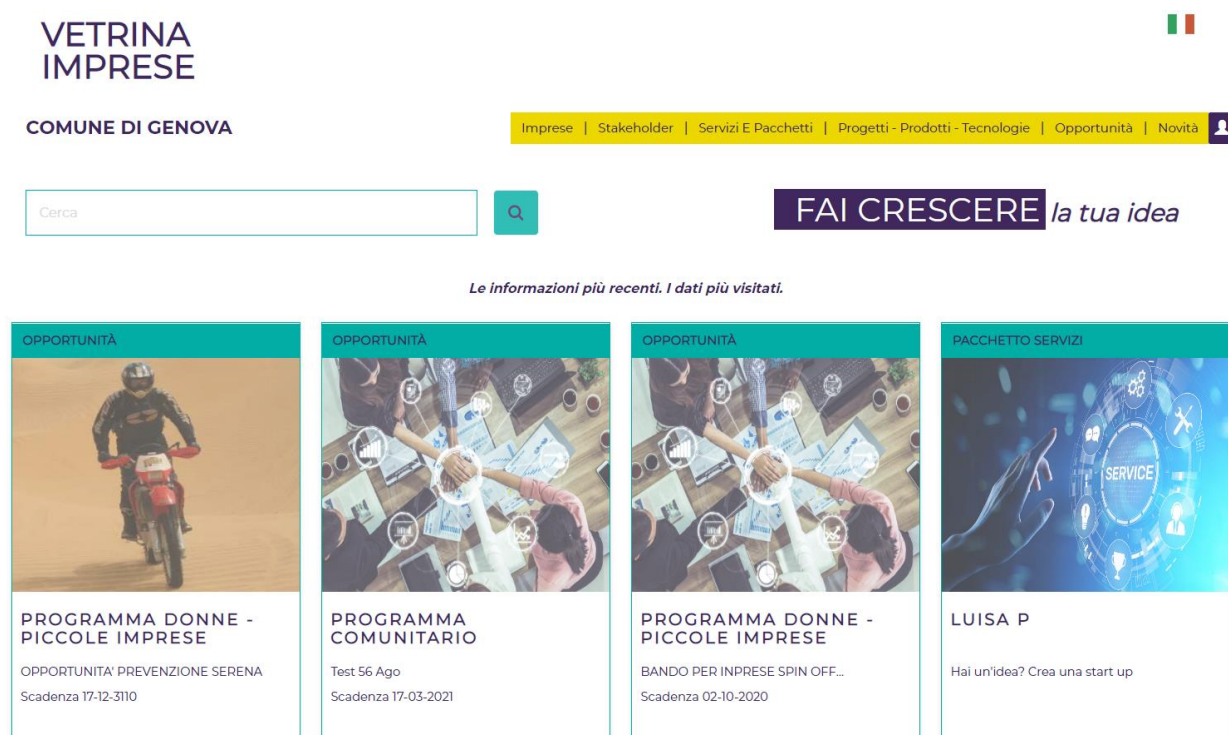 VETRINA
IMPRESE
COMUNE DI GENOVA
Imprese | Stakeholder | Servizi E Pacchetti | Progetti - Prodotti - Tecnologie | Opportunità | Novità
Cerca
FAI CRESCERE la tua idea
Le informazioni più recenti. I dati più visitati.
OPPORTUNITÀ
PROGRAMMA DONNE -
PICCOLE IMPRESE
OPPORTUNITA' PREVENZIONE SERENA
Scadenza 17-12-3110
OPPORTUNITÀ
PROGRAMMA
COMUNITARIO
Test 56 Ago
Scadenza 17-03-2021
OPPORTUNITÀ
PROGRAMMA DONNE -
PICCOLE IMPRESE
BANDO PER INPRESE SPIN OFF...
Scadenza 02-10-2020
PACCHETTO SERVIZI
SERVICE
LUISA P
Hai un'idea? Crea una start up